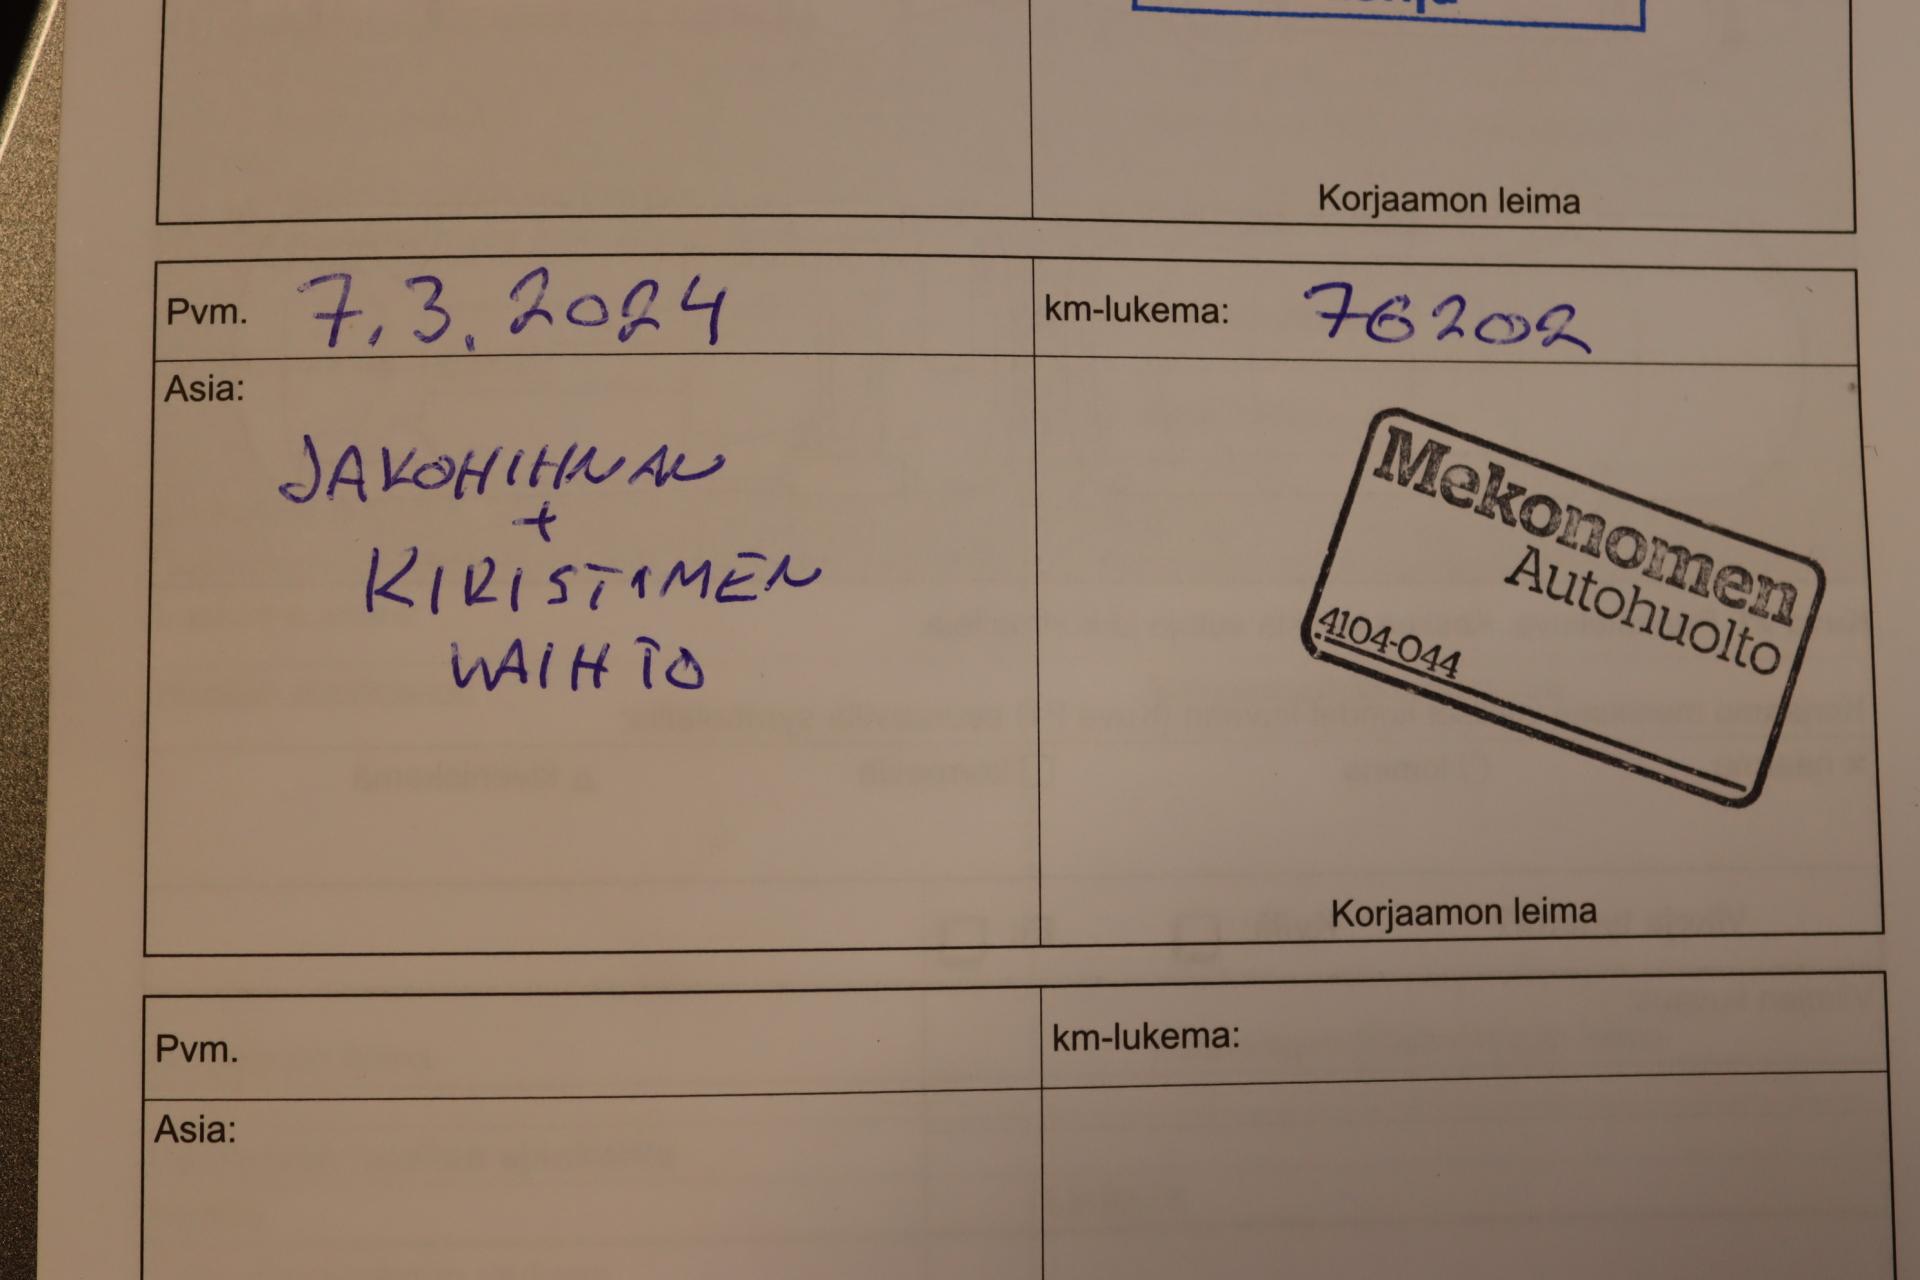 Korjaamon leima
Pvm. 7.3.2024 km-lukema: 76202
Asia:
JAKOHIHNAN
+
KIRISTIMEN
VAIHTO
Mekonomen
Autohuolto
4104-044
Korjaamon leima
Pvm. km-lukema:
Asia: